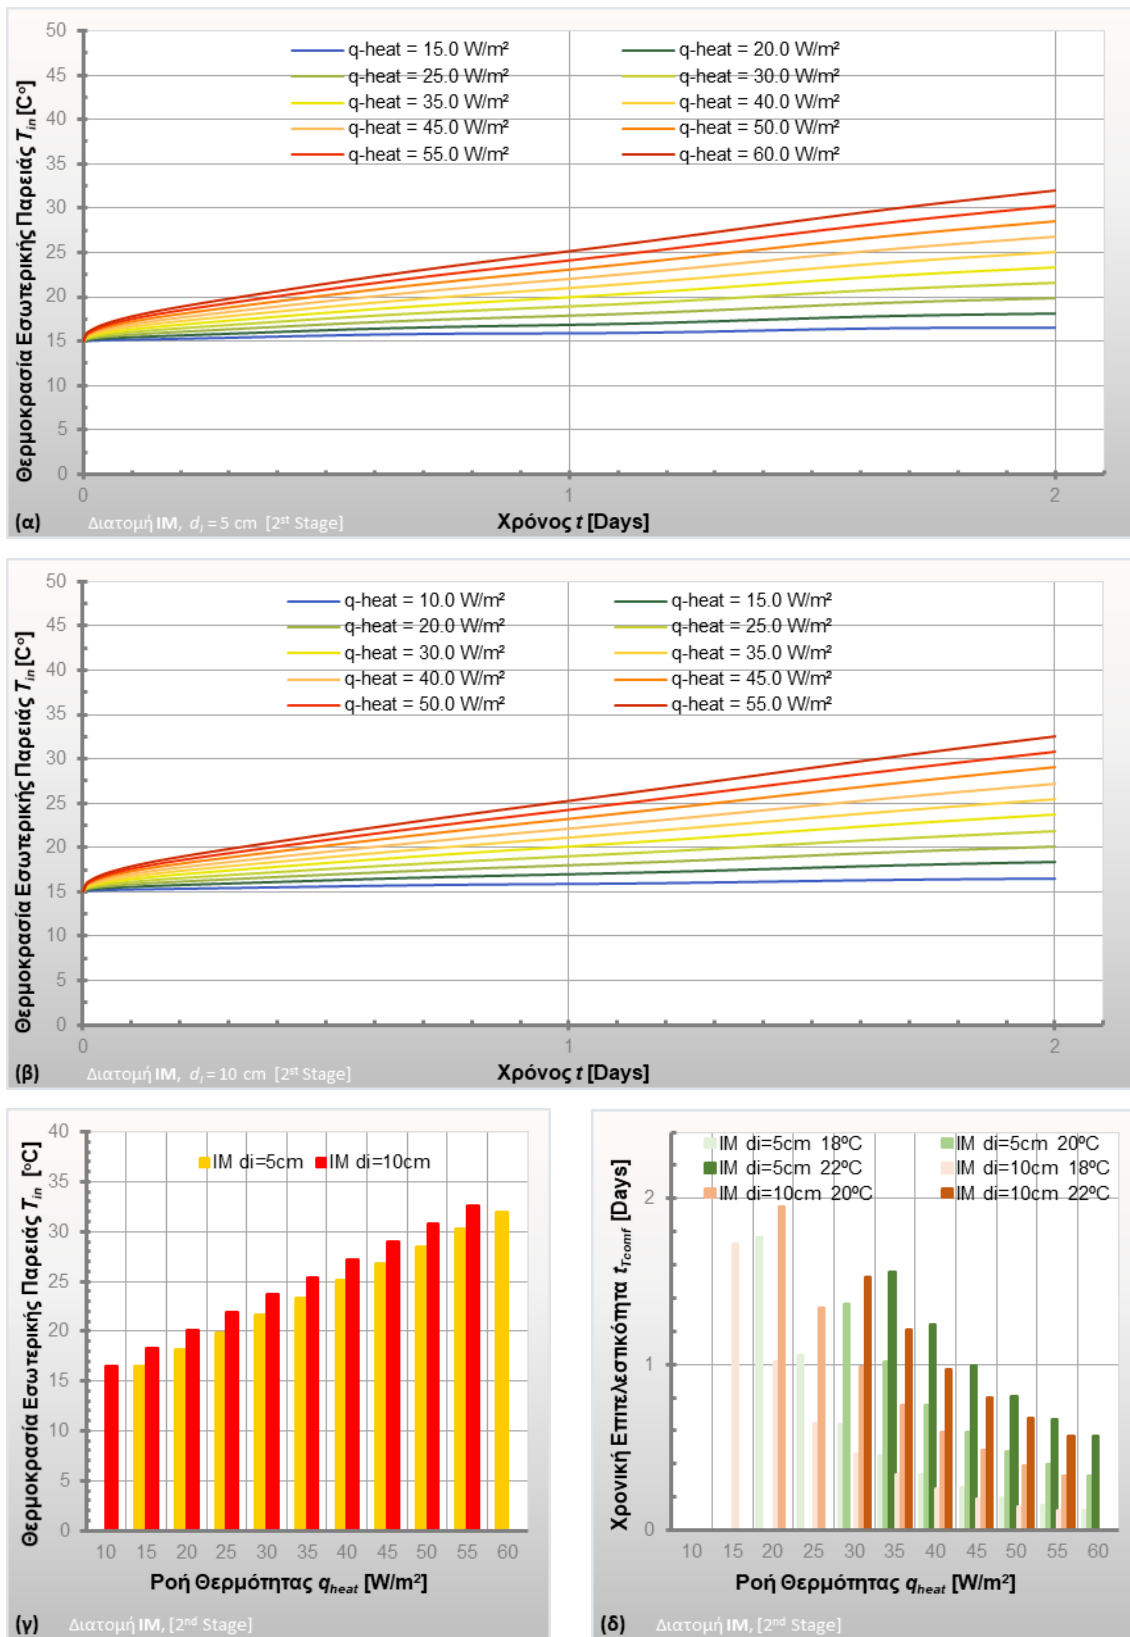 50
45
40
35
30
25
20
15
10
5
0
Θερμοκρασία Εσωτερικής Παρειάς T_in [C°]
q-heat = 15.0 W/m² q-heat = 20.0 W/m²
q-heat = 25.0 W/m² q-heat = 30.0 W/m²
q-heat = 35.0 W/m² q-heat = 40.0 W/m²
q-heat = 45.0 W/m² q-heat = 50.0 W/m²
q-heat = 55.0 W/m² q-heat = 60.0 W/m²
0 1 2
(α) Διατομή IM, d_i = 5 cm [2st Stage] Χρόνος t [Days]
50
45
40
35
30
25
20
15
10
5
0
Θερμοκρασία Εσωτερικής Παρειάς T_in [C°]
q-heat = 10.0 W/m² q-heat = 15.0 W/m²
q-heat = 20.0 W/m² q-heat = 25.0 W/m²
q-heat = 30.0 W/m² q-heat = 35.0 W/m²
q-heat = 40.0 W/m² q-heat = 45.0 W/m²
q-heat = 50.0 W/m² q-heat = 55.0 W/m²
0 1 2
(β) Διατομή IM, d_i = 10 cm [2st Stage] Χρόνος t [Days]
40
35
30
25
20
15
10
5
0
Θερμοκρασία Εσωτερικής Παρειάς T_in [°C]
IM di=5cm IM di=10cm
10 15 20 25 30 35 40 45 50 55 60
Ροή Θερμότητας q_heat [W/m²]
(γ) Διατομή IM, [2nd Stage]
2
1
0
Χρονική Επιτελεστικότητα t_Tcomf [Days]
IM di=5cm 18ºC IM di=5cm 20ºC
IM di=5cm 22ºC IM di=10cm 18ºC
IM di=10cm 20ºC IM di=10cm 22ºC
10 15 20 25 30 35 40 45 50 55 60
Ροή Θερμότητας q_heat [W/m²]
(δ) Διατομή IM, [2nd Stage]